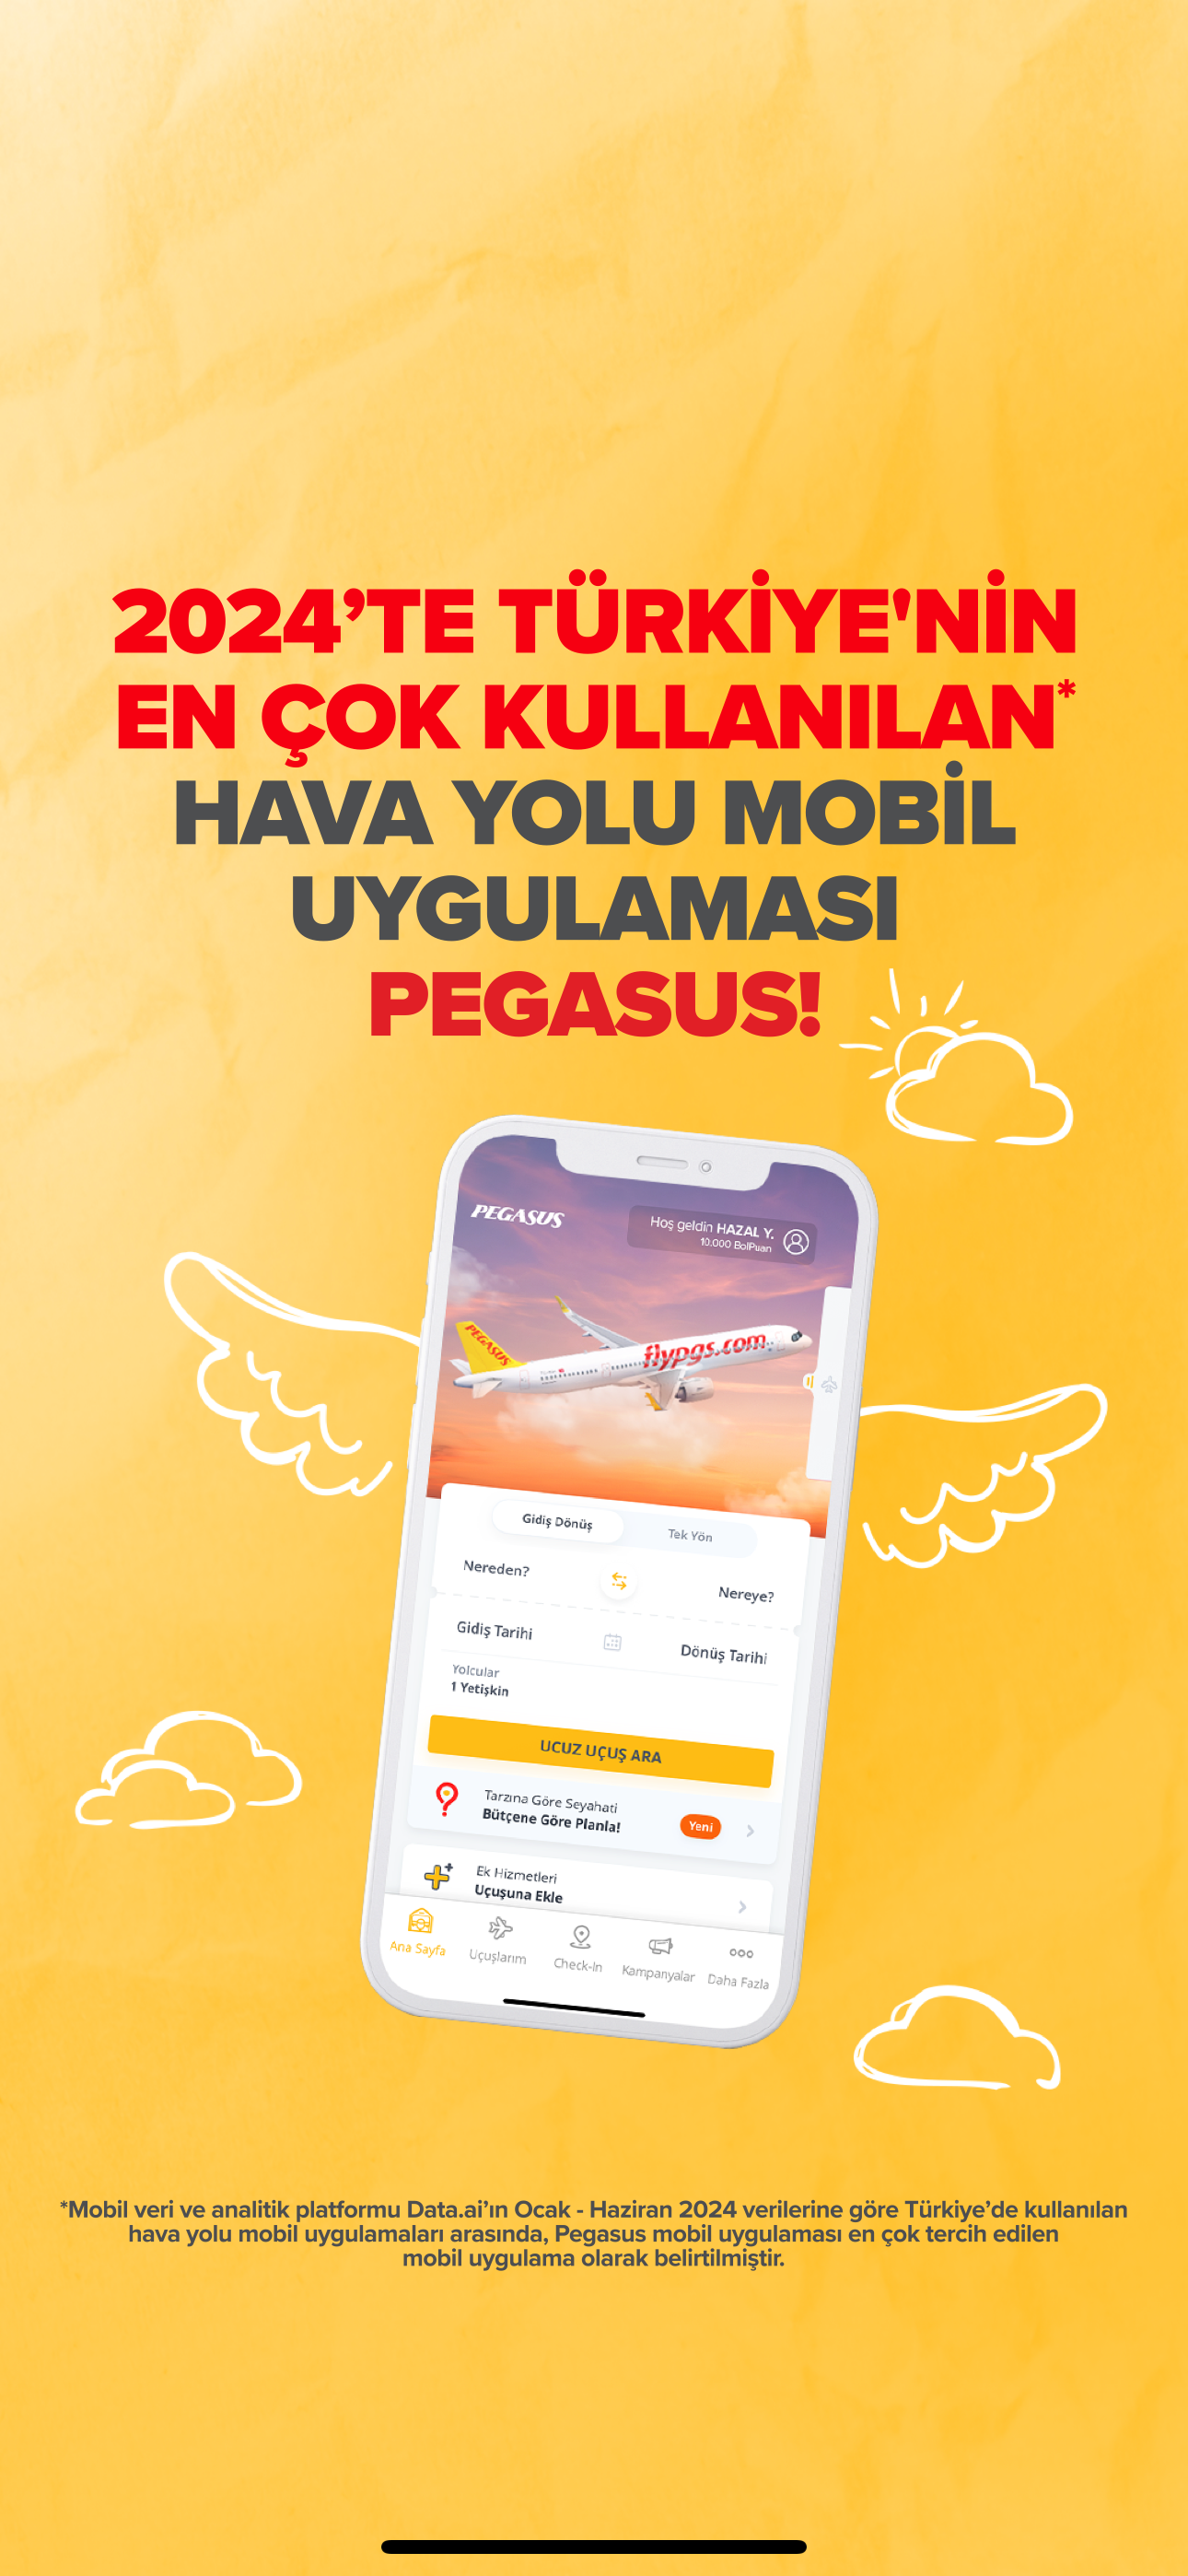 2024’TE TÜRKİYE'NİN
EN ÇOK KULLANILAN*
HAVA YOLU MOBİL
UYGULAMASI
PEGASUS!
PEGASUS
Hoş geldin HAZAL Y.
10.000 BolPuan
PEGASUS
flypgs.com
Gidiş Dönüş
Tek Yön
Nereden?
Nereye?
Gidiş Tarihi
Dönüş Tarihi
Yolcular
1 Yetişkin
UCUZ UÇUŞ ARA
Tarzına Göre Seyahati
Bütçene Göre Planla!
Yeni
Ek Hizmetleri
Uçuşuna Ekle
Ana Sayfa
Uçuşlarım
Check-In
Kampanyalar
Daha Fazla
*Mobil veri ve analitik platformu Data.ai’ın Ocak - Haziran 2024 verilerine göre Türkiye’de kullanılan
hava yolu mobil uygulamaları arasında, Pegasus mobil uygulaması en çok tercih edilen
mobil uygulama olarak belirtilmiştir.